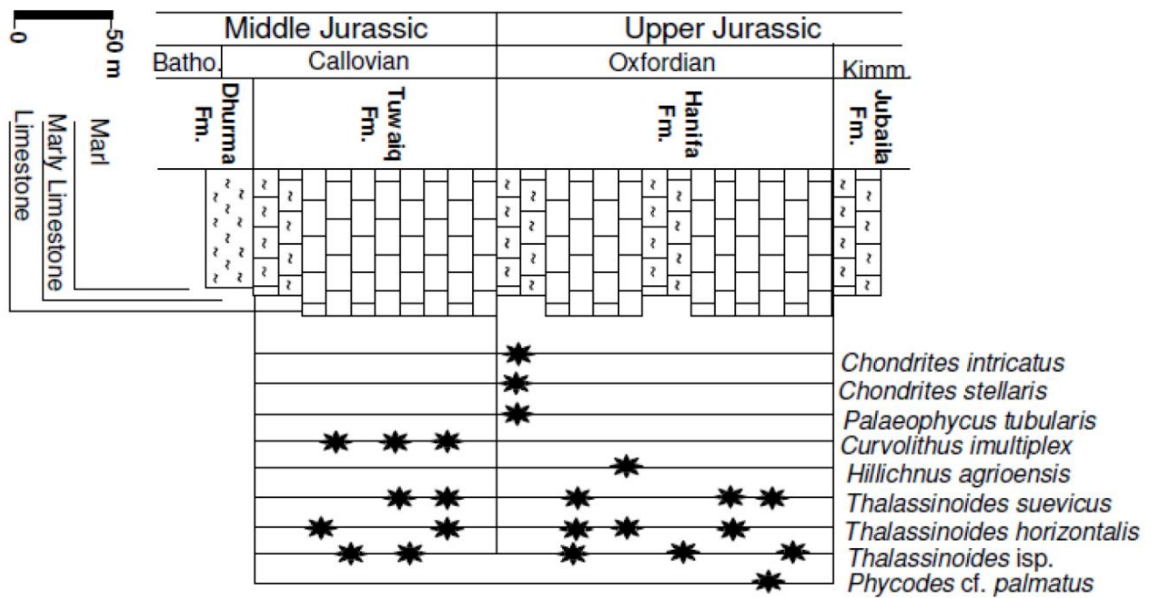 0
50 m
Middle Jurassic
Upper Jurassic
Batho.
Callovian
Oxfordian
Kimm.
Dhurma
Fm.
Tuwaiq
Fm.
Hanifa
Fm.
Jubaila
Fm.
Limestone
Marly Limestone
Marl
Chondrites intricatus
Chondrites stellaris
Palaeophycus tubularis
Curvolithus imultiplex
Hillichnus agrioensis
Thalassinoides suevicus
Thalassinoides horizontalis
Thalassinoides isp.
Phycodes cf. palmatus